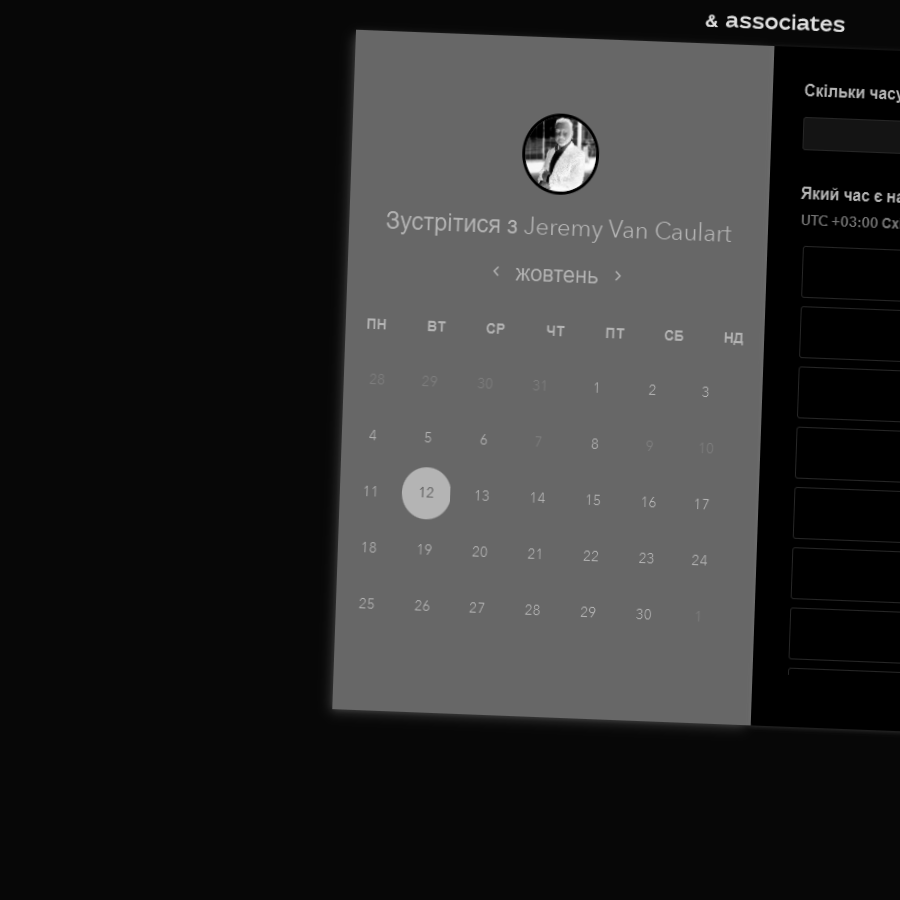 & associates
Зустрітися з Jeremy Van Caulart
‹ жовтень ›
ПН ВТ СР ЧТ ПТ СБ НД
28 29 30 31 1 2 3
4 5 6 7 8 9 10
11 12 13 14 15 16 17
18 19 20 21 22 23 24
25 26 27 28 29 30 1
Скільки часу
Який час є на
UTC +03:00 Сх